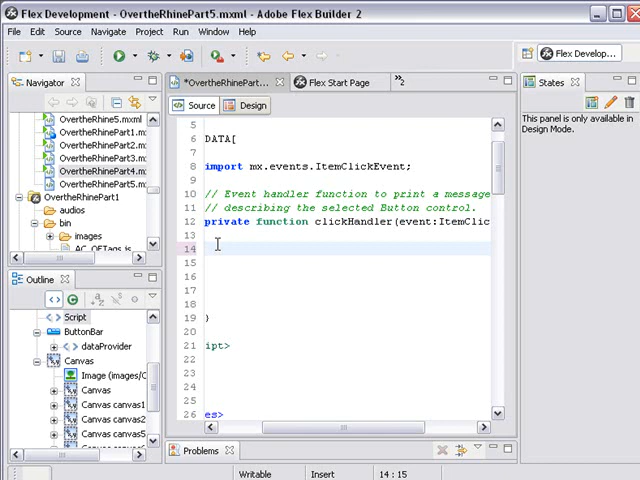 Flex Development - OvertheRhinePart5.mxml - Adobe Flex Builder 2
File Edit Source Navigate Project Run Window Help
Flex Develop...
Navigator
*OvertheRhinePart...
Flex Start Page
»2
States
Source
Design
This panel is only available in
Design Mode.
OvertheRhine5.mxml
OvertheRhinePart1.mx
OvertheRhinePart2.m
OvertheRhinePart3.m
OvertheRhinePart4.m
OvertheRhinePart5.m
OvertheRhinePart1
audios
bin
images
AC_OETags.js
5
6 DATA[
7
8 import mx.events.ItemClickEvent;
9
10 // Event handler function to print a message
11 // describing the selected Button control.
12 private function clickHandler(event:ItemClic
13
14
15
16
17
18
19 )
20
21 ipt>
22
23
24
25
26 es>
Outline
Script
ButtonBar
dataProvider
Canvas
Image (images/C
Canvas
Canvas canvas1
Canvas canvas2
Canvas canvas5
Problems
Writable
Insert
14 : 15